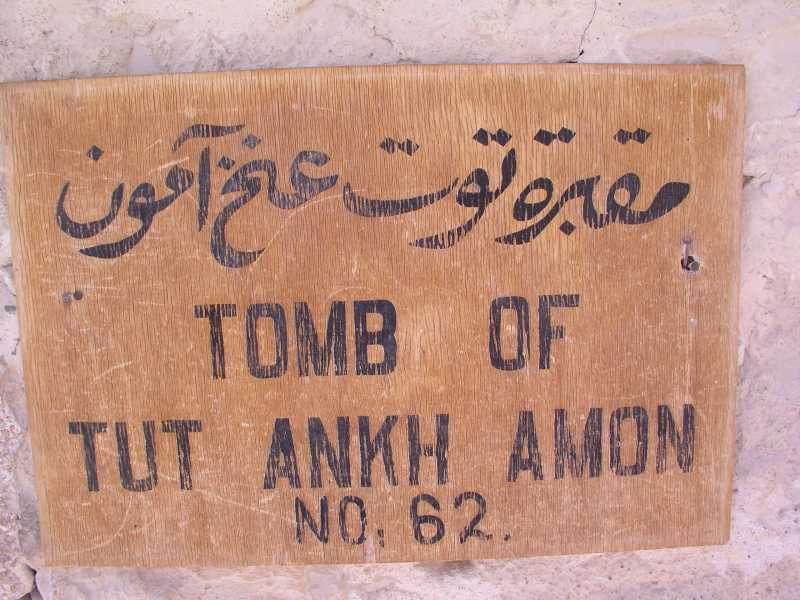 مقبرة توت عنخ آمون
TOMB OF
TUT ANKH AMON
NO: 62.